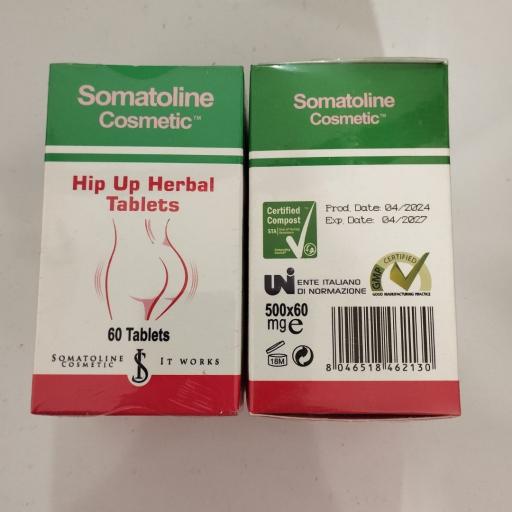 Somatoline
Cosmetic™
Hip Up Herbal
Tablets
60 Tablets
SOMATOLINE
COSMETIC
IT WORKS
Somatoline
Cosmetic™
Certified
Compost
STA
Prod. Date: 04/2024
Exp. Date: 04/2027
UNI
ENTE ITALIANO
DI NORMAZIONE
GMP CERTIFIED
GOOD MANUFACTURING PRACTICE
500x60
mg e
18M
8 046518 462130